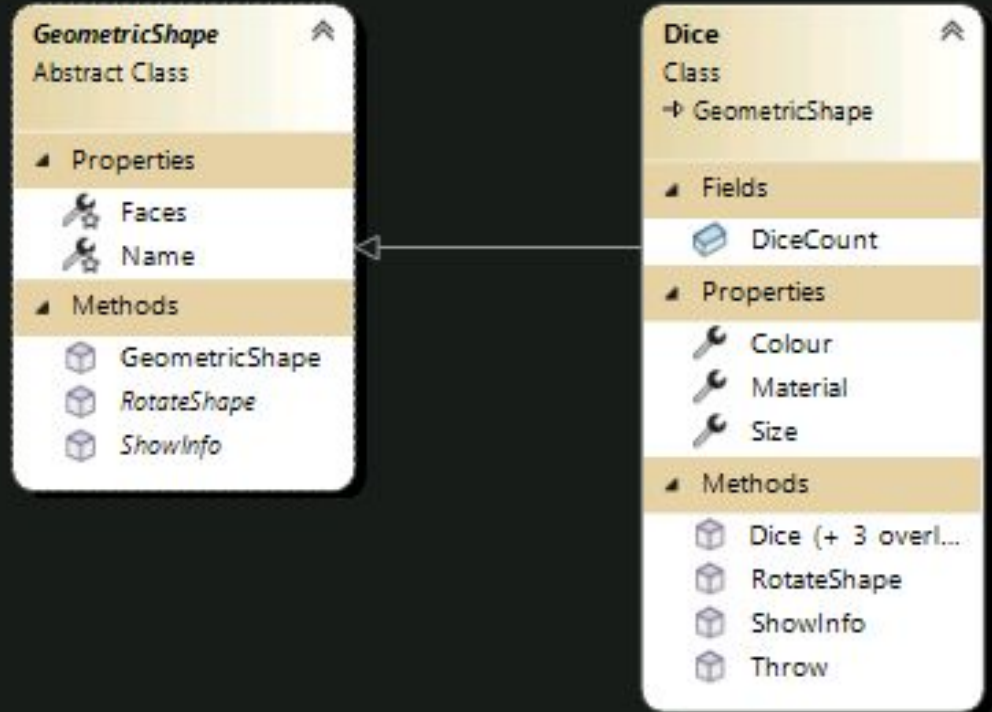 GeometricShape
Abstract Class
Properties
Faces
Name
Methods
GeometricShape
RotateShape
ShowInfo
Dice
Class
GeometricShape
Fields
DiceCount
Properties
Colour
Material
Size
Methods
Dice (+ 3 overl...
RotateShape
ShowInfo
Throw